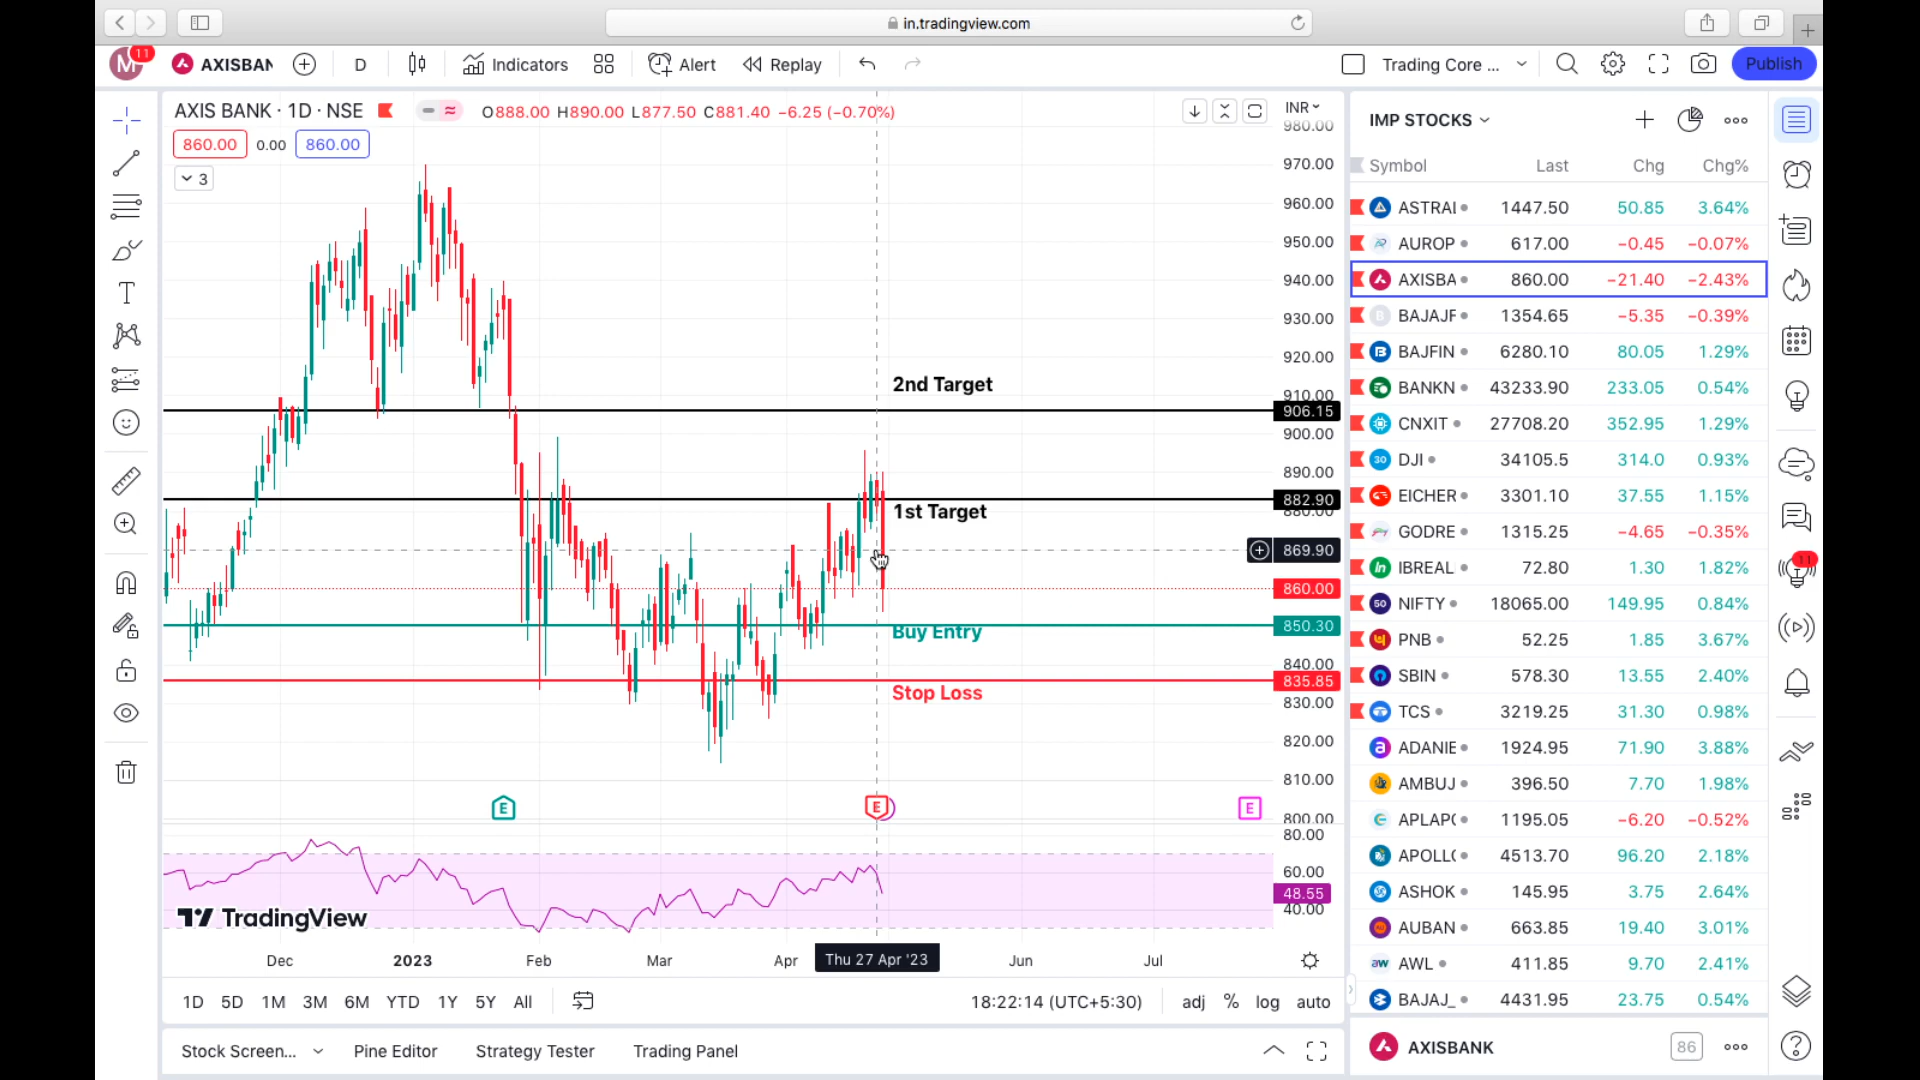 in.tradingview.com
M 11 AXISBAN D Indicators Alert Replay Trading Core ... Publish
AXIS BANK · 1D · NSE O888.00 H890.00 L877.50 C881.40 −6.25 (−0.70%)
860.00 0.00 860.00
3
INR
980.00
970.00
960.00
950.00
940.00
930.00
920.00
2nd Target
910.00
906.15
900.00
890.00
882.90
1st Target
880.00
869.90
860.00
850.30
Buy Entry
840.00
835.85
Stop Loss
830.00
820.00
810.00
E E E
800.00
80.00
60.00
48.55
40.00
TradingView
Dec 2023 Feb Mar Apr Thu 27 Apr '23 Jun Jul
1D 5D 1M 3M 6M YTD 1Y 5Y All 18:22:14 (UTC+5:30) adj % log auto
Stock Screen... Pine Editor Strategy Tester Trading Panel
IMP STOCKS
Symbol Last Chg Chg%
ASTRAL 1447.50 50.85 3.64%
AUROP 617.00 −0.45 −0.07%
AXISBA 860.00 −21.40 −2.43%
B BAJAJF 1354.65 −5.35 −0.39%
BAJFIN 6280.10 80.05 1.29%
BANKN 43233.90 233.05 0.54%
CNXIT 27708.20 352.95 1.29%
30 DJI 34105.5 314.0 0.93%
EICHER 3301.10 37.55 1.15%
GODRE 1315.25 −4.65 −0.35%
IBREAL 72.80 1.30 1.82%
50 NIFTY 18065.00 149.95 0.84%
PNB 52.25 1.85 3.67%
SBIN 578.30 13.55 2.40%
TCS 3219.25 31.30 0.98%
a ADANIE 1924.95 71.90 3.88%
AMBUJ 396.50 7.70 1.98%
APLAPO 1195.05 −6.20 −0.52%
APOLLO 4513.70 96.20 2.18%
ASHOK 145.95 3.75 2.64%
AUBAN 663.85 19.40 3.01%
aw AWL 411.85 9.70 2.41%
BAJAJ_ 4431.95 23.75 0.54%
AXISBANK 86
11